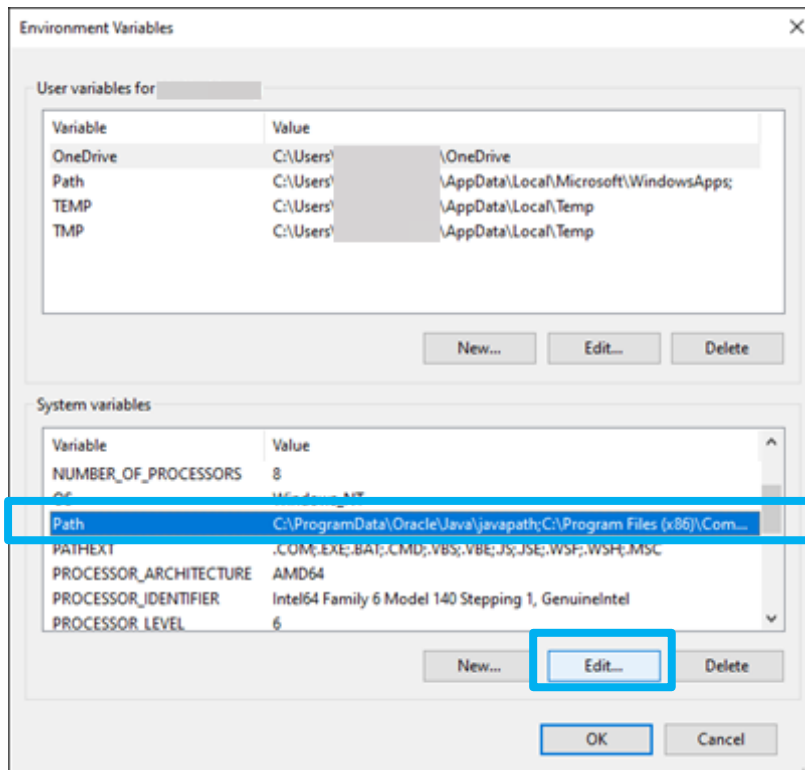 Environment Variables
User variables for
Variable Value
OneDrive C:\Users\ \OneDrive
Path C:\Users\ \AppData\Local\Microsoft\WindowsApps;
TEMP C:\Users\ \AppData\Local\Temp
TMP C:\Users\ \AppData\Local\Temp
New... Edit... Delete
System variables
Variable Value
NUMBER_OF_PROCESSORS 8
OS Windows_NT
Path C:\ProgramData\Oracle\Java\javapath;C:\Program Files (x86)\Com...
PATHEXT .COM;.EXE;.BAT;.CMD;.VBS;.VBE;.JS;.JSE;.WSF;.WSH;.MSC
PROCESSOR_ARCHITECTURE AMD64
PROCESSOR_IDENTIFIER Intel64 Family 6 Model 140 Stepping 1, GenuineIntel
PROCESSOR_LEVEL 6
New... Edit... Delete
OK Cancel